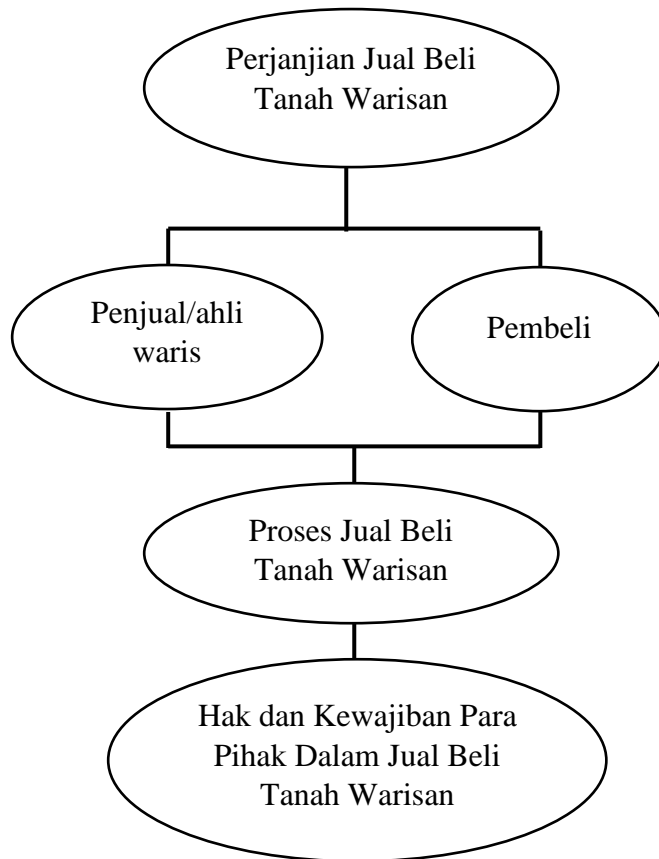 Perjanjian Jual Beli
Tanah Warisan
Penjual/ahli
waris
Pembeli
Proses Jual Beli
Tanah Warisan
Hak dan Kewajiban Para
Pihak Dalam Jual Beli
Tanah Warisan